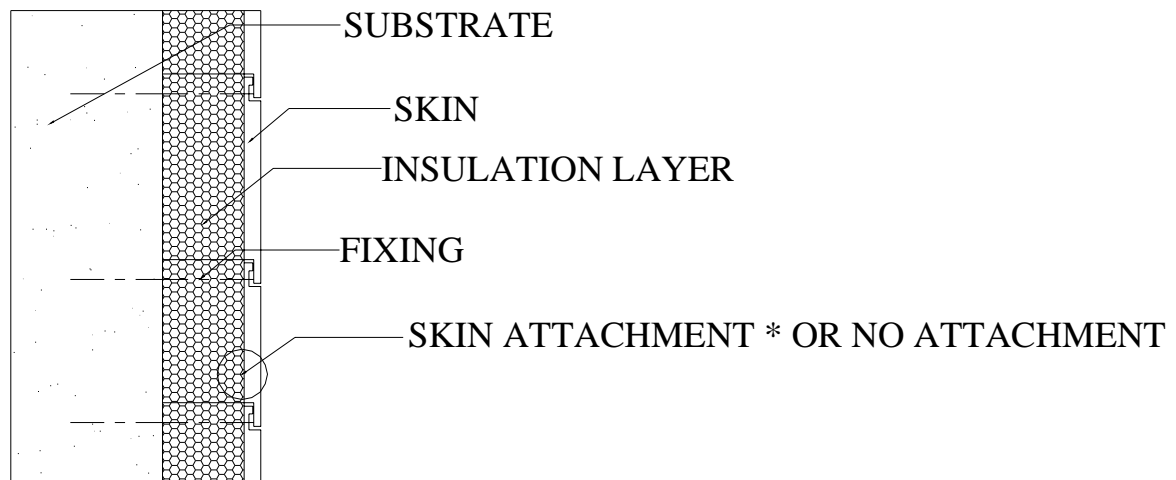 SUBSTRATE
SKIN
INSULATION LAYER
FIXING
SKIN ATTACHMENT * OR NO ATTACHMENT